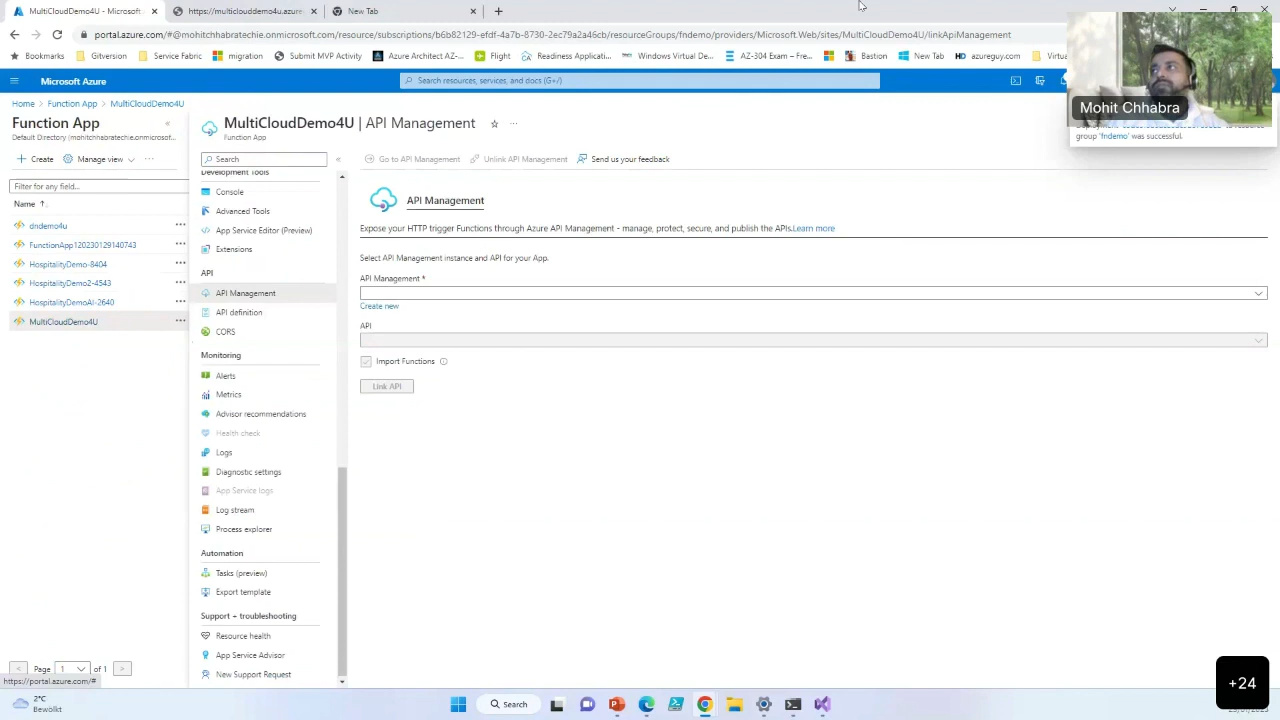 MultiCloudDemo4U - Microsoft Az
https://multiclouddemo4u.azure
New Tab
portal.azure.com/#@mohitchhabratechie.onmicrosoft.com/resource/subscriptions/b6b82129-efdf-4a7b-8730-2ec79a2a46cb/resourceGroups/fndemo/providers/Microsoft.Web/sites/MultiCloudDemo4U/linkApiManagement
Bookmarks
Gitversion
Service Fabric
migration
Submit MVP Activity
Azure Architect AZ-...
Flight
Readiness Applicati...
Windows Virtual De...
AZ-304 Exam – Fre...
Bastion
New Tab
azureguy.com
Virtua
Microsoft Azure
Search resources, services, and docs (G+/)
Mohit Chhabra
group 'fndemo' was successful.
Home > Function App > MultiCloudDemo4U
Function App
Default Directory (mohitchhabratechie.onmicrosof...
+ Create
Manage view
Filter for any field...
Name ↑
dndemo4u
FunctionApp120230129140743
HospitalityDemo-8404
HospitalityDemo2-4543
HospitalityDemoAI-2640
MultiCloudDemo4U
< Page 1 of 1 >
https://portal.azure.com/#
MultiCloudDemo4U | API Management
Function App
Search
Development Tools
Console
Advanced Tools
App Service Editor (Preview)
Extensions
API
API Management
API definition
CORS
Monitoring
Alerts
Metrics
Advisor recommendations
Health check
Logs
Diagnostic settings
App Service logs
Log stream
Process explorer
Automation
Tasks (preview)
Export template
Support + troubleshooting
Resource health
App Service Advisor
New Support Request
Go to API Management
Unlink API Management
Send us your feedback
API Management
Expose your HTTP trigger Functions through Azure API Management - manage, protect, secure, and publish the APIs.Learn more
Select API Management instance and API for your App.
API Management *
Create new
API
Import Functions
Link API
+24
2°C
Bewölkt
Search